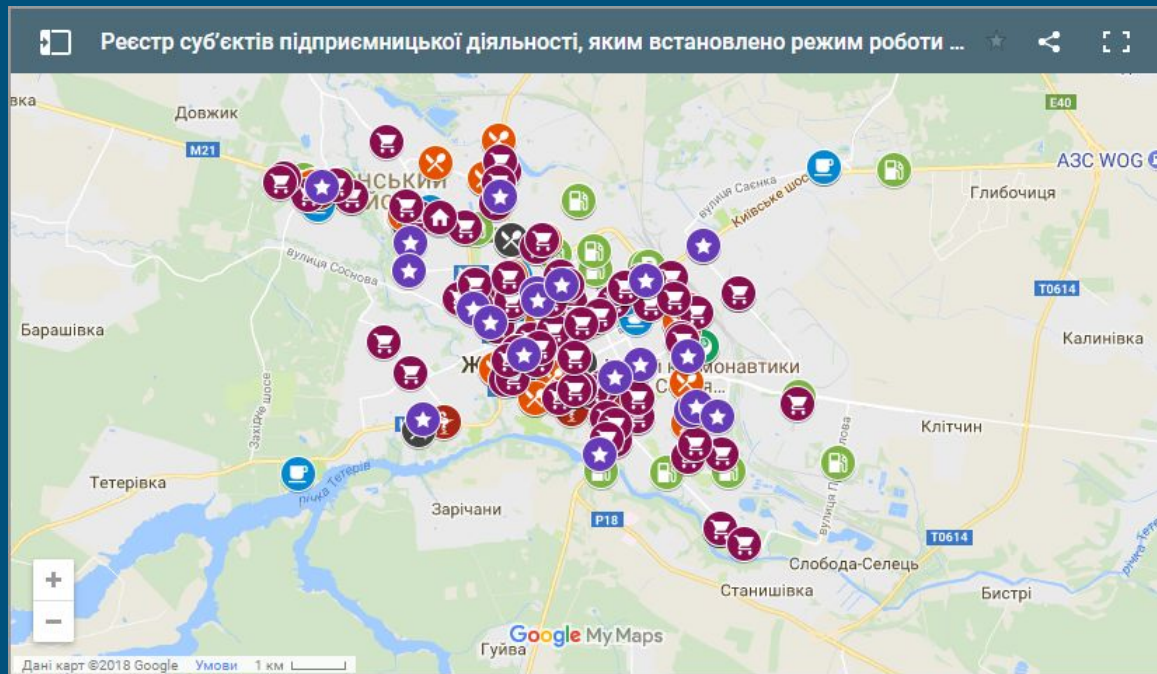 Реєстр суб'єктів підприємницької діяльності, яким встановлено режим роботи ...
вка
Довжик
M21
E40
АЗС WOG
НСЬКИЙ
вулиця Саєнка
Київське шосе
Глибочиця
вулиця Соснова
T0614
Барашівка
Калинівка
Ж
Західне шосе
Клітчин
Тетерівка
річка Тетерів
Зарічани
P18
T0614
Слобода-Селець
Станишівка
Бистрі
Гуйва
Google My Maps
Дані карт ©2018 Google Умови 1 км